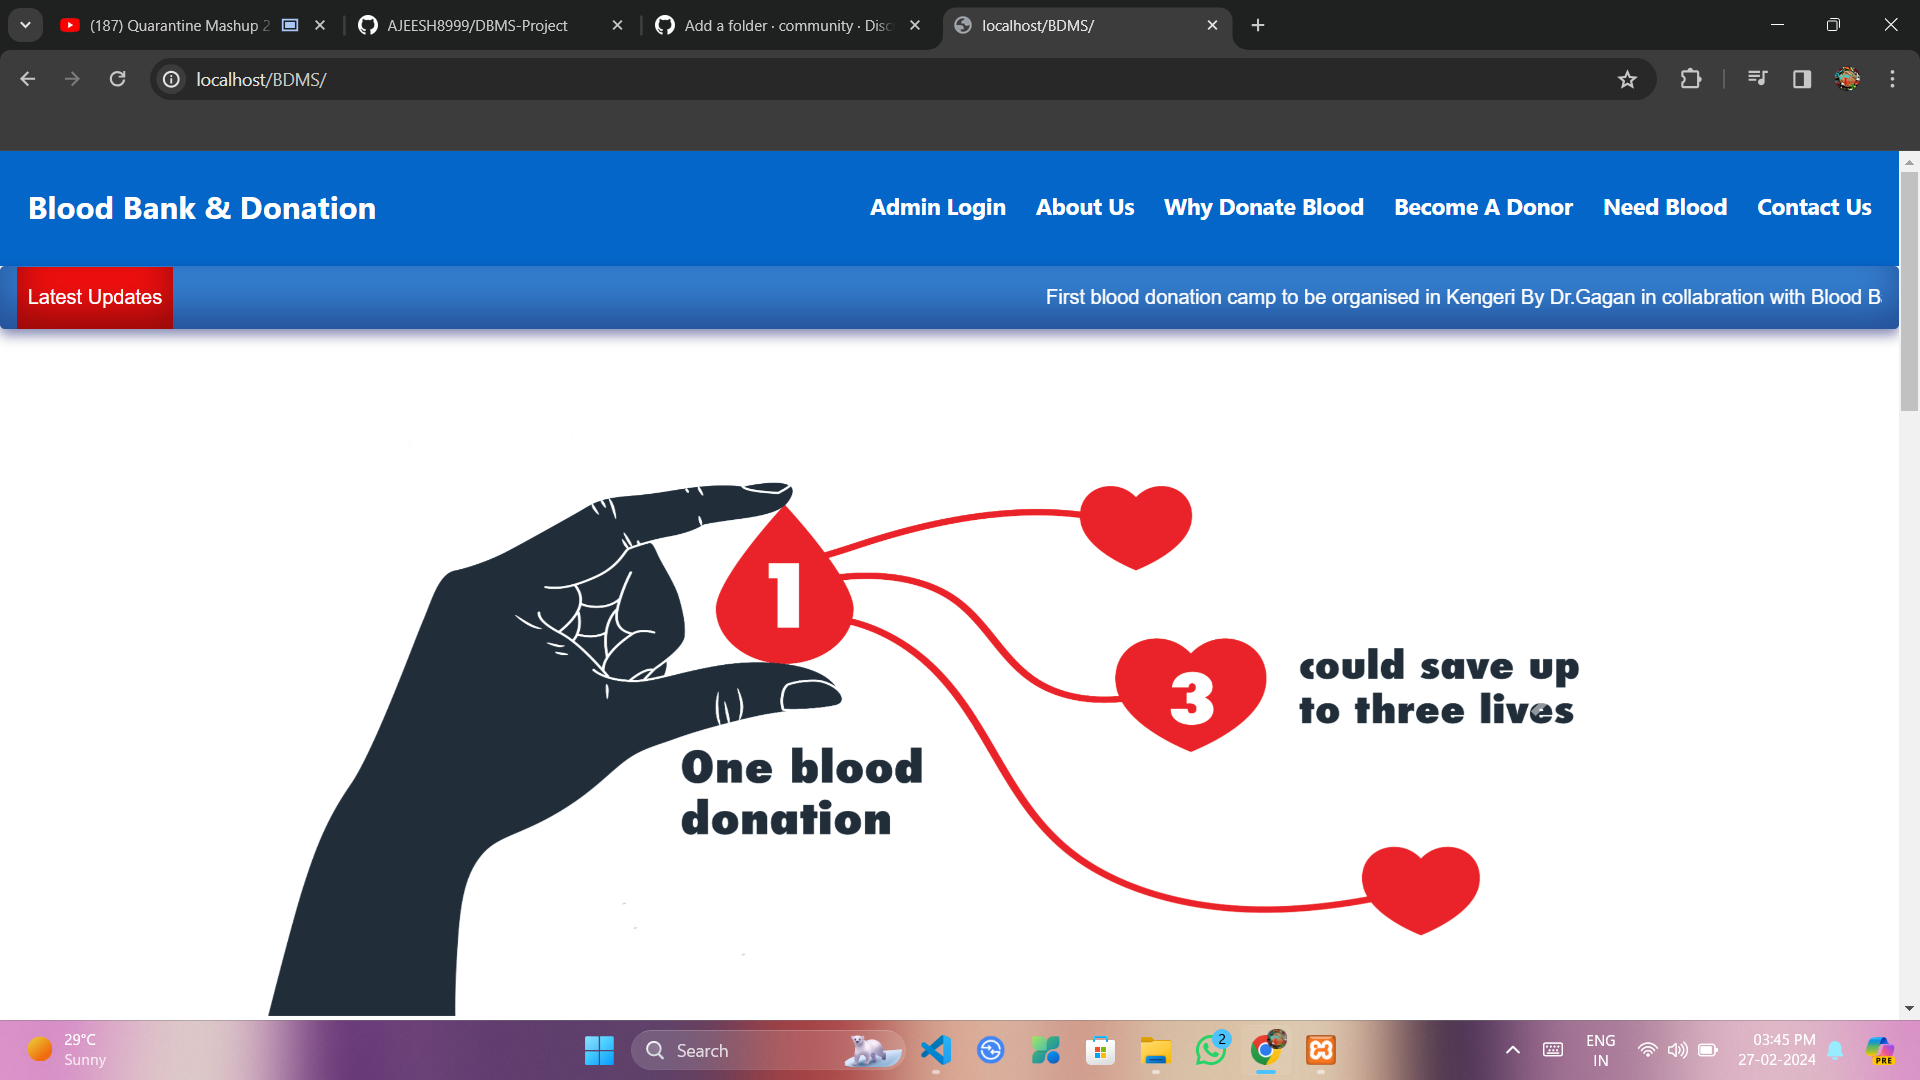 (187) Quarantine Mashup 2
AJEESH8999/DBMS-Project
Add a folder · community · Disc
localhost/BDMS/
localhost/BDMS/
Blood Bank & Donation
Admin Login About Us Why Donate Blood Become A Donor Need Blood Contact Us
Latest Updates
First blood donation camp to be organised in Kengeri By Dr.Gagan in collabration with Blood B
1
3
could save up
to three lives
One blood
donation
29°C
Sunny
Search
2
ENG
IN
03:45 PM
27-02-2024
PRE